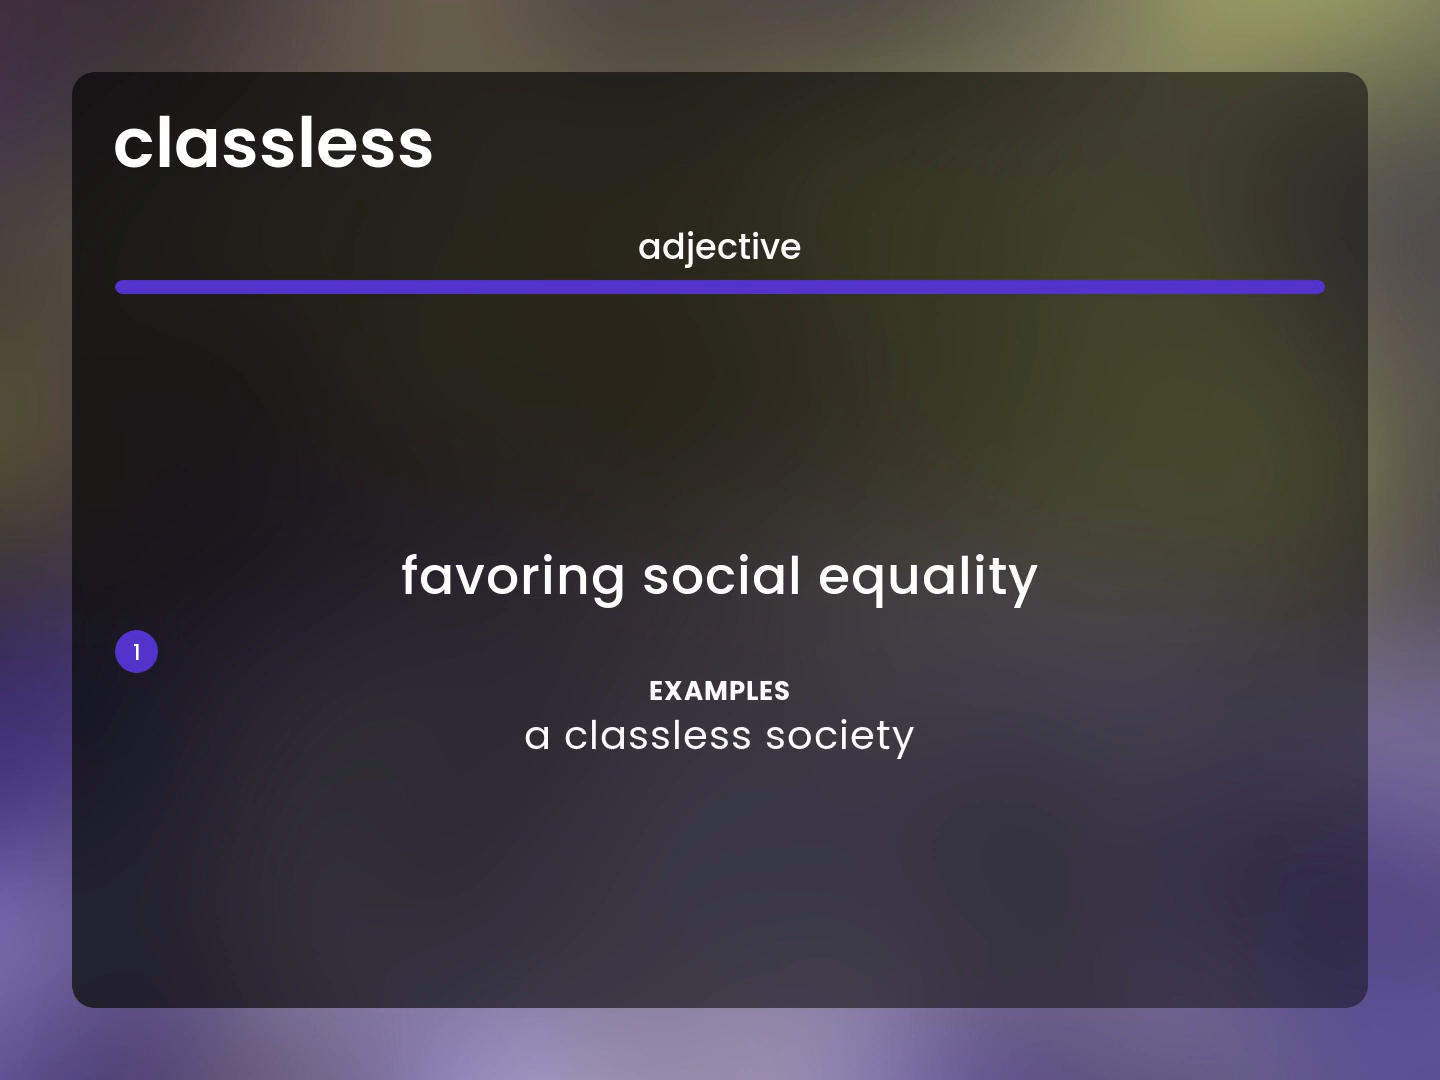 classless
adjective
favoring social equality
1
EXAMPLES
a classless society